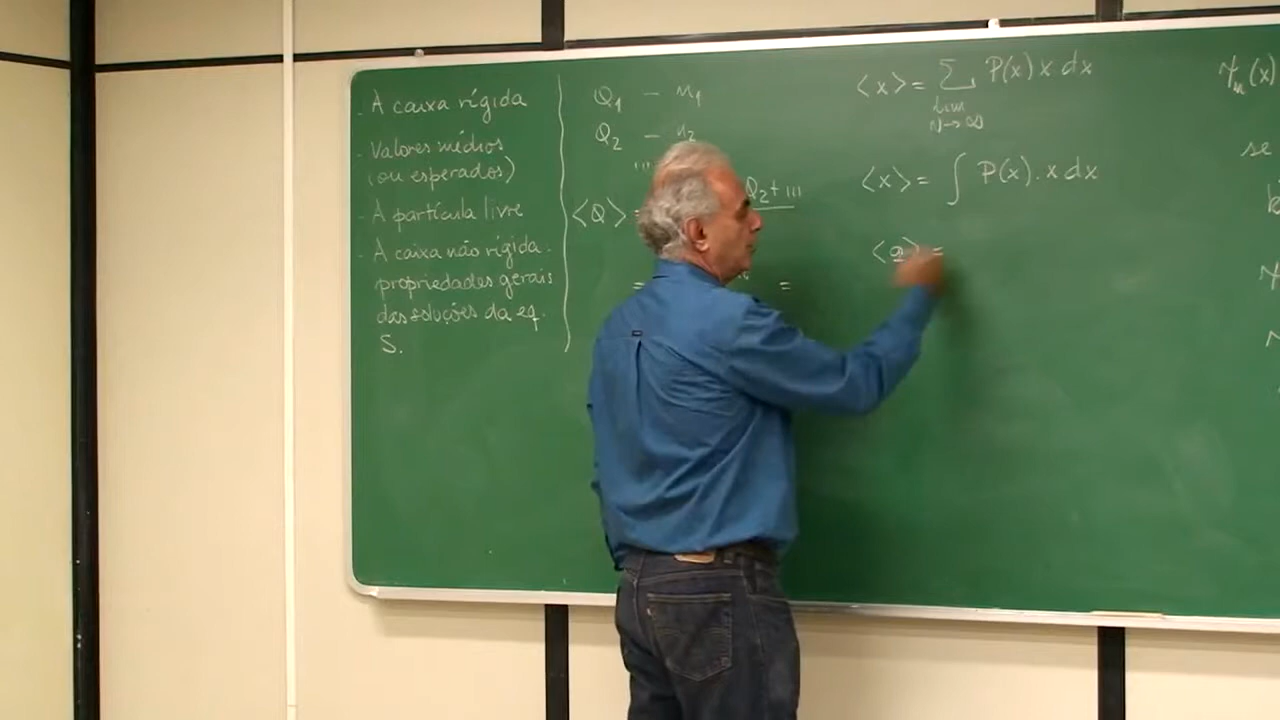 - A caixa rígida
- Valores médios
(ou esperados)
- A partícula livre
- A caixa não rígida.
propriedades gerais
das soluções da eq.
S.
Q₁ — n₁
Q₂ — n₂
...
⟨Q⟩ =
Q₂ + ...
= =
⟨x⟩ = ∑ P(x) x dx
lim
N→∞
⟨x⟩ = ∫ P(x) . x dx
⟨Q⟩ =
(x)
se